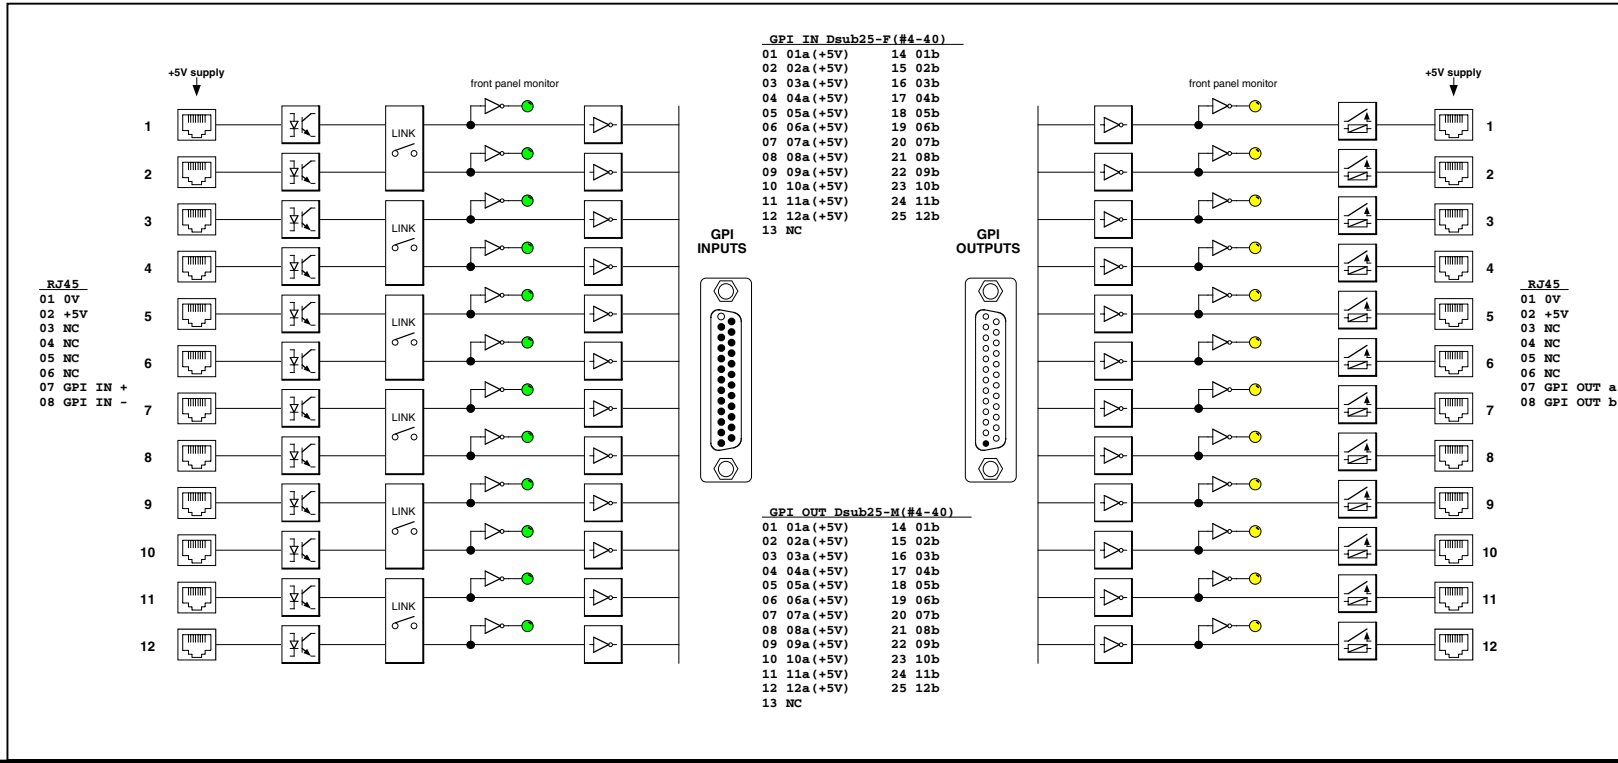 GPI IN Dsub25-F(#4-40)
01 01a(+5V) 14 01b
02 02a(+5V) 15 02b
03 03a(+5V) 16 03b
04 04a(+5V) 17 04b
05 05a(+5V) 18 05b
06 06a(+5V) 19 06b
07 07a(+5V) 20 07b
08 08a(+5V) 21 08b
09 09a(+5V) 22 09b
10 10a(+5V) 23 10b
11 11a(+5V) 24 11b
12 12a(+5V) 25 12b
13 NC
+5V supply
front panel monitor
1
2
3
4
5
6
7
8
9
10
11
12
LINK
LINK
LINK
LINK
LINK
LINK
RJ45
01 0V
02 +5V
03 NC
04 NC
05 NC
06 NC
07 GPI IN +
08 GPI IN -
GPI
INPUTS
GPI
OUTPUTS
GPI OUT Dsub25-M(#4-40)
01 01a(+5V) 14 01b
02 02a(+5V) 15 02b
03 03a(+5V) 16 03b
04 04a(+5V) 17 04b
05 05a(+5V) 18 05b
06 06a(+5V) 19 06b
07 07a(+5V) 20 07b
08 08a(+5V) 21 08b
09 09a(+5V) 22 09b
10 10a(+5V) 23 10b
11 11a(+5V) 24 11b
12 12a(+5V) 25 12b
13 NC
front panel monitor
+5V supply
1
2
3
4
5
6
7
8
9
10
11
12
RJ45
01 0V
02 +5V
03 NC
04 NC
05 NC
06 NC
07 GPI OUT a
08 GPI OUT b